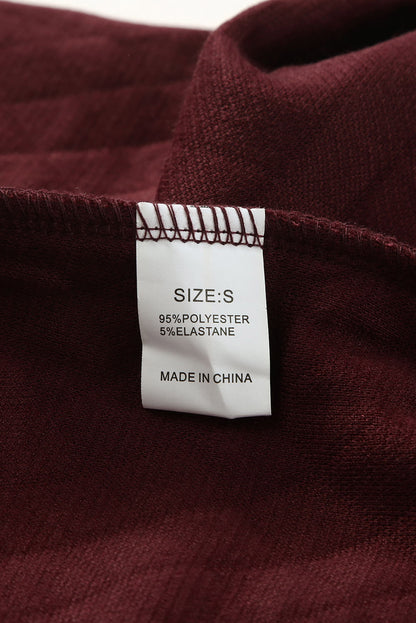 SIZE:S
95%POLYESTER
5%ELASTANE
MADE IN CHINA